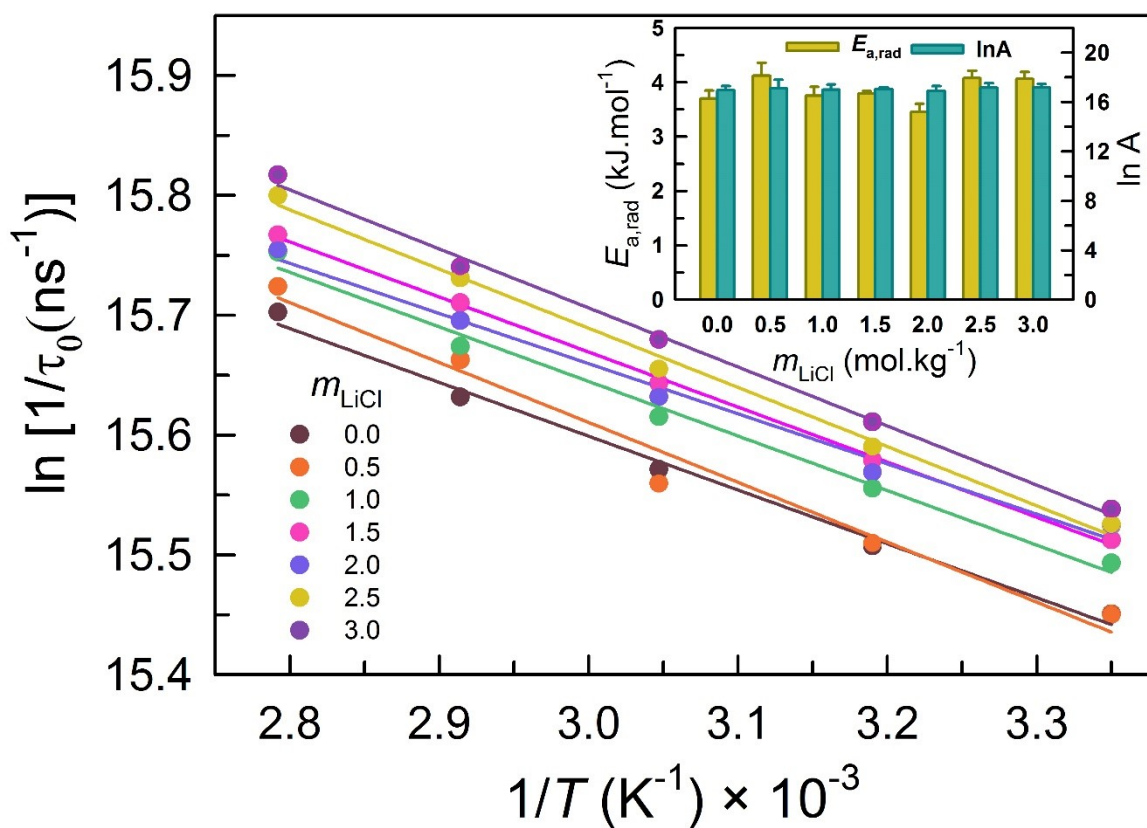 ln [1/τ₀(ns⁻¹)]
15.9
15.8
15.7
15.6
15.5
15.4
2.8 2.9 3.0 3.1 3.2 3.3
1/T (K⁻¹) × 10⁻³
m_LiCl
0.0
0.5
1.0
1.5
2.0
2.5
3.0
E_a,rad lnA
E_a,rad (kJ.mol⁻¹)
5
4
3
2
1
0
ln A
20
16
12
8
4
0
0.0 0.5 1.0 1.5 2.0 2.5 3.0
m_LiCl (mol.kg⁻¹)